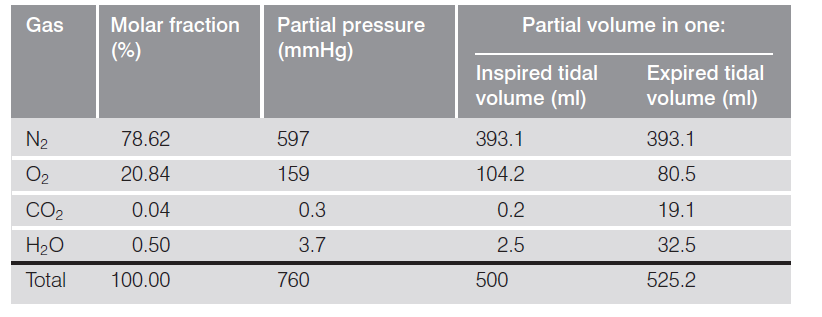 Gas Molar fraction Partial pressure Partial volume in one:
(%) (mmHg)
Inspired tidal Expired tidal
volume (ml) volume (ml)
N₂ 78.62 597 393.1 393.1
O₂ 20.84 159 104.2 80.5
CO₂ 0.04 0.3 0.2 19.1
H₂O 0.50 3.7 2.5 32.5
Total 100.00 760 500 525.2